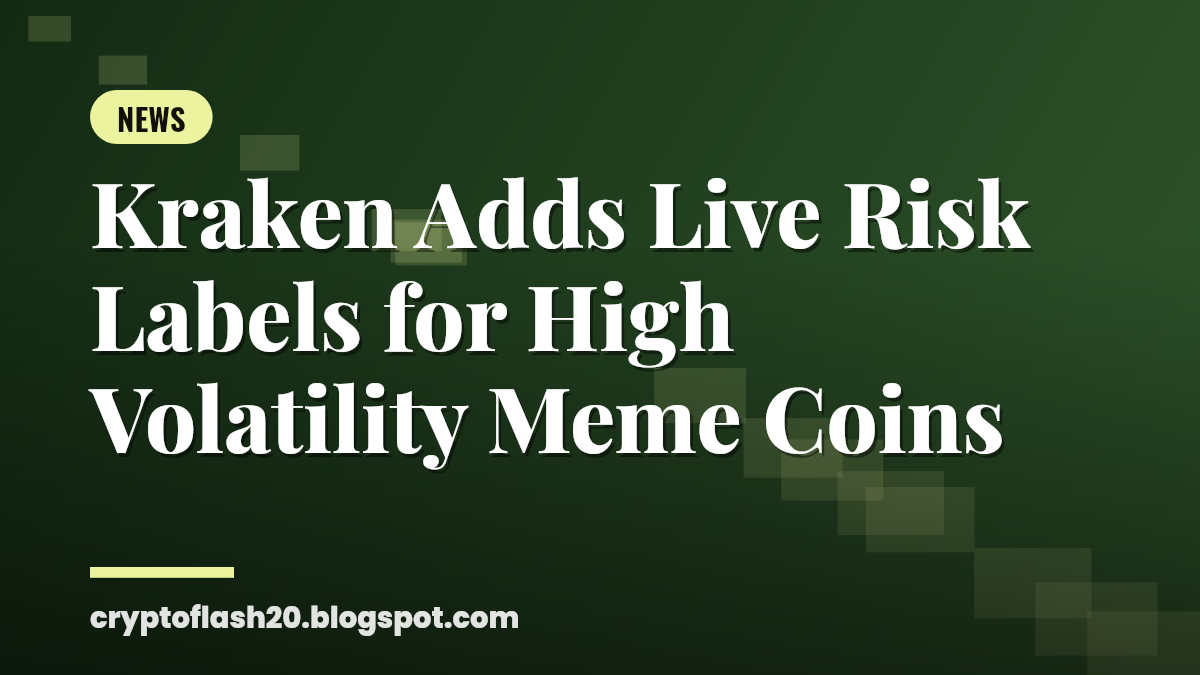 NEWS
Kraken Adds Live Risk
Labels for High
Volatility Meme Coins
cryptoflash20.blogspot.com